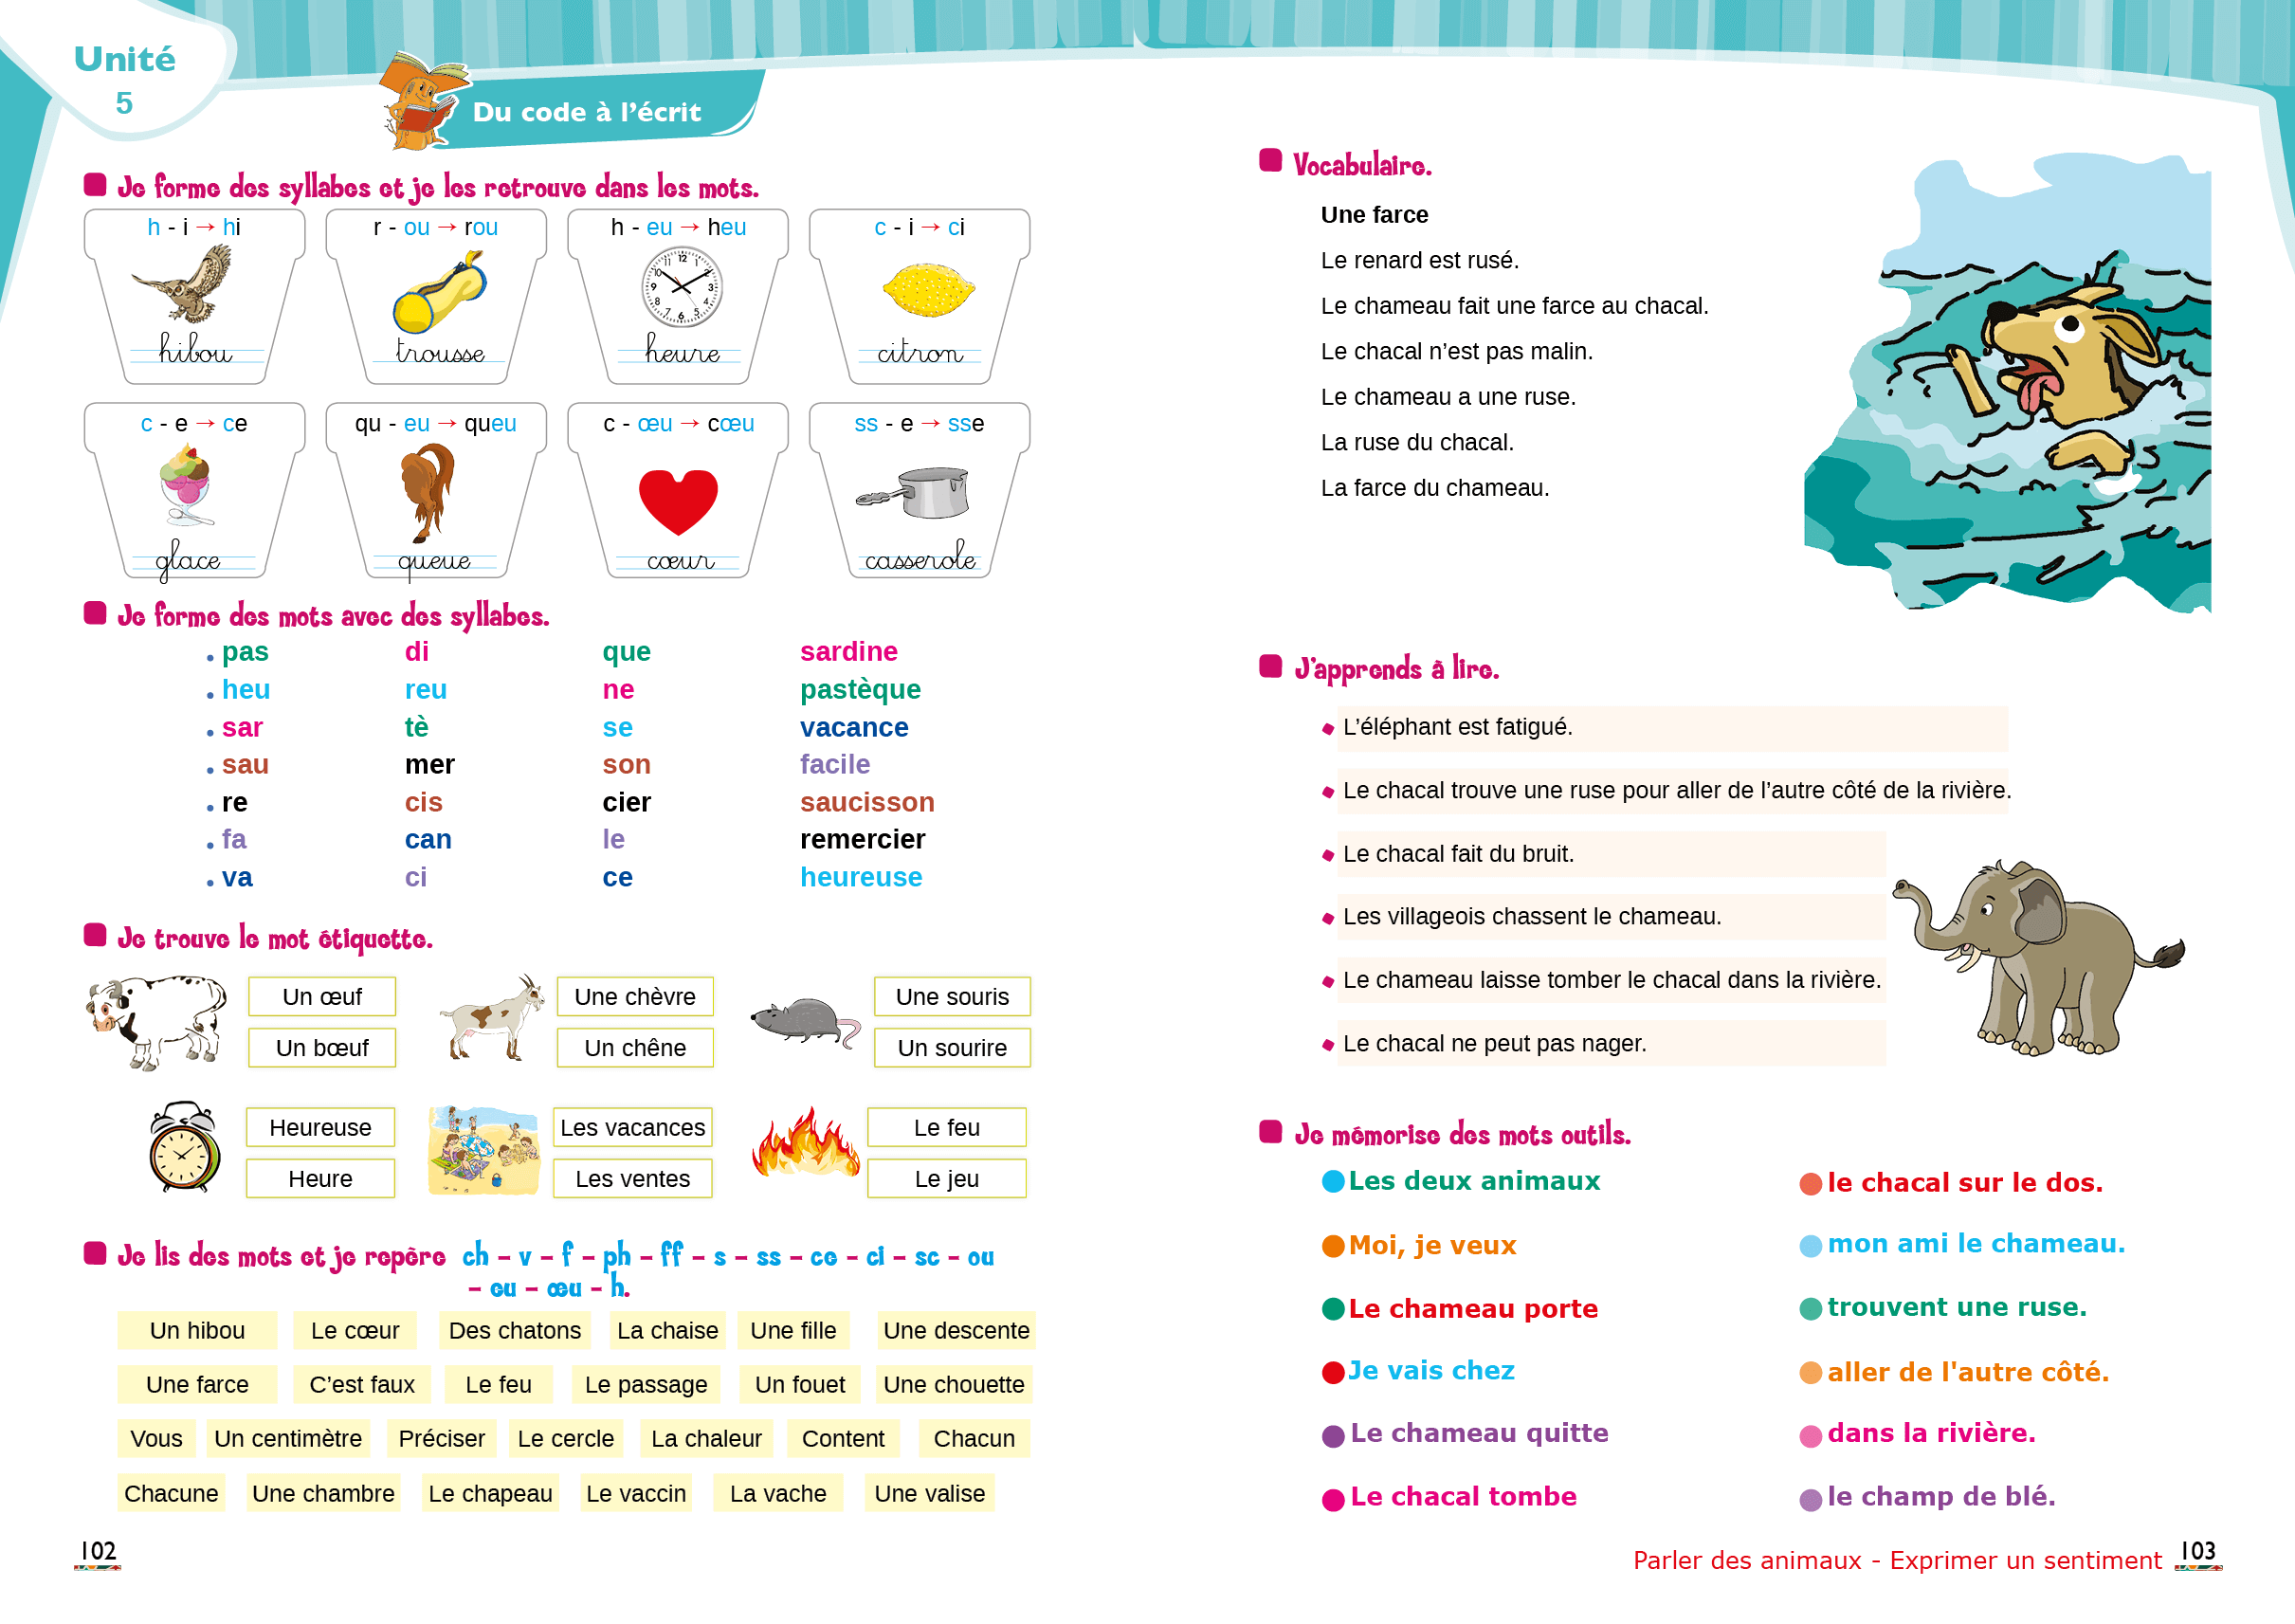 Unité
5
Du code à l’écrit
Je forme des syllabes et je les retrouve dans les mots.
h - i → hi
r - ou → rou
h - eu → heu
c - i → ci
12
1
2
3
4
5
6
7
8
9
10
11
hibou
trousse
heure
citron
c - e → ce
qu - eu → queu
c - œu → cœu
ss - e → sse
glace
queue
cœur
casserole
Je forme des mots avec des syllabes.
. pas di que sardine
. heu reu ne pastèque
. sar tè se vacance
. sau mer son facile
. re cis cier saucisson
. fa can le remercier
. va ci ce heureuse
Je trouve le mot étiquette.
Un œuf
Un bœuf
Une chèvre
Un chêne
Une souris
Un sourire
Heureuse
Heure
Les vacances
Les ventes
Le feu
Le jeu
Je lis des mots et je repère ch – v – f – ph – ff – s – ss – ce – ci – sc – ou
– eu – œu – h.
Un hibou Le cœur Des chatons La chaise Une fille Une descente
Une farce C’est faux Le feu Le passage Un fouet Une chouette
Vous Un centimètre Préciser Le cercle La chaleur Content Chacun
Chacune Une chambre Le chapeau Le vaccin La vache Une valise
102
Vocabulaire.
Une farce
Le renard est rusé.
Le chameau fait une farce au chacal.
Le chacal n’est pas malin.
Le chameau a une ruse.
La ruse du chacal.
La farce du chameau.
J’apprends à lire.
L’éléphant est fatigué.
Le chacal trouve une ruse pour aller de l’autre côté de la rivière.
Le chacal fait du bruit.
Les villageois chassent le chameau.
Le chameau laisse tomber le chacal dans la rivière.
Le chacal ne peut pas nager.
Je mémorise des mots outils.
Les deux animaux
le chacal sur le dos.
Moi, je veux
mon ami le chameau.
Le chameau porte
trouvent une ruse.
Je vais chez
aller de l'autre côté.
Le chameau quitte
dans la rivière.
Le chacal tombe
le champ de blé.
Parler des animaux - Exprimer un sentiment
103